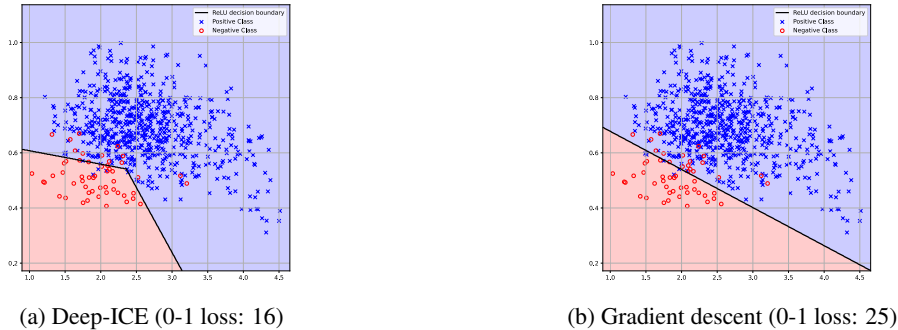 ReLU decision boundary
Positive Class
Negative Class
1.0
0.8
0.6
0.4
0.2
1.0 1.5 2.0 2.5 3.0 3.5 4.0 4.5
(a) Deep-ICE (0-1 loss: 16)
ReLU decision boundary
Positive Class
Negative Class
1.0
0.8
0.6
0.4
0.2
1.0 1.5 2.0 2.5 3.0 3.5 4.0 4.5
(b) Gradient descent (0-1 loss: 25)